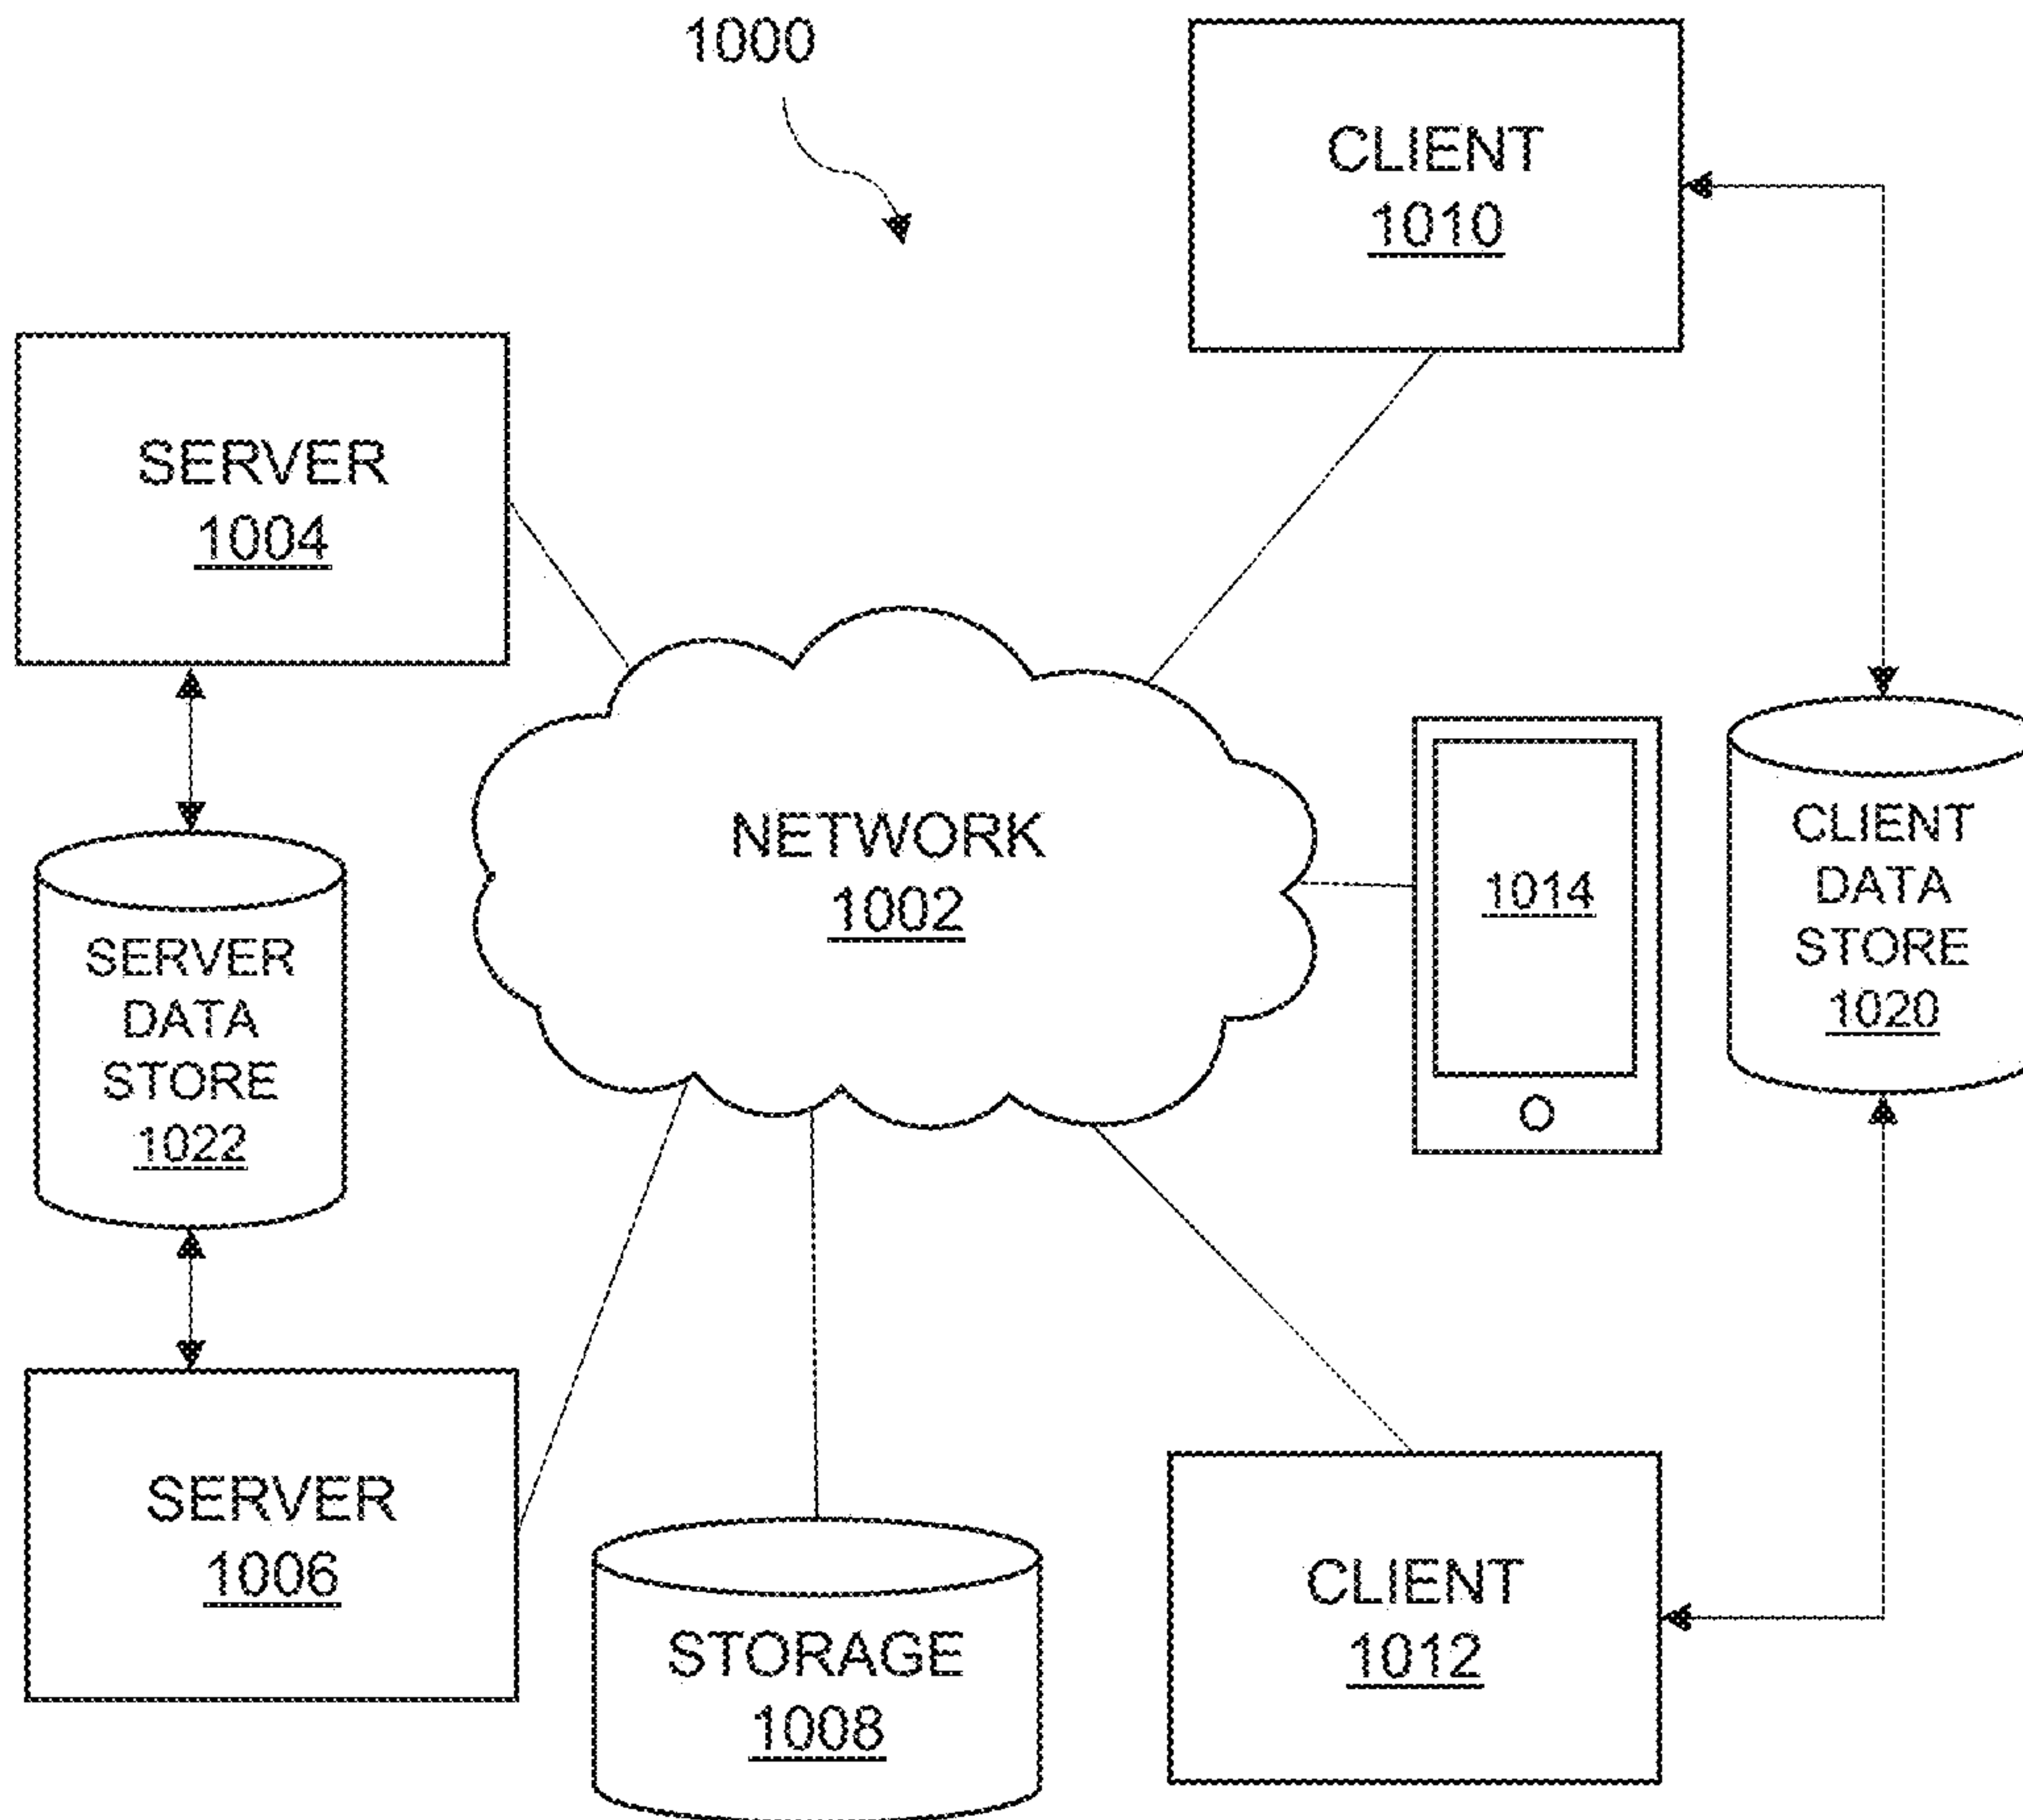 1000
CLIENT
1010
SERVER
1004
NETWORK
1002
1014
CLIENT
DATA
STORE
1020
SERVER
DATA
STORE
1022
SERVER
1006
STORAGE
1008
CLIENT
1012